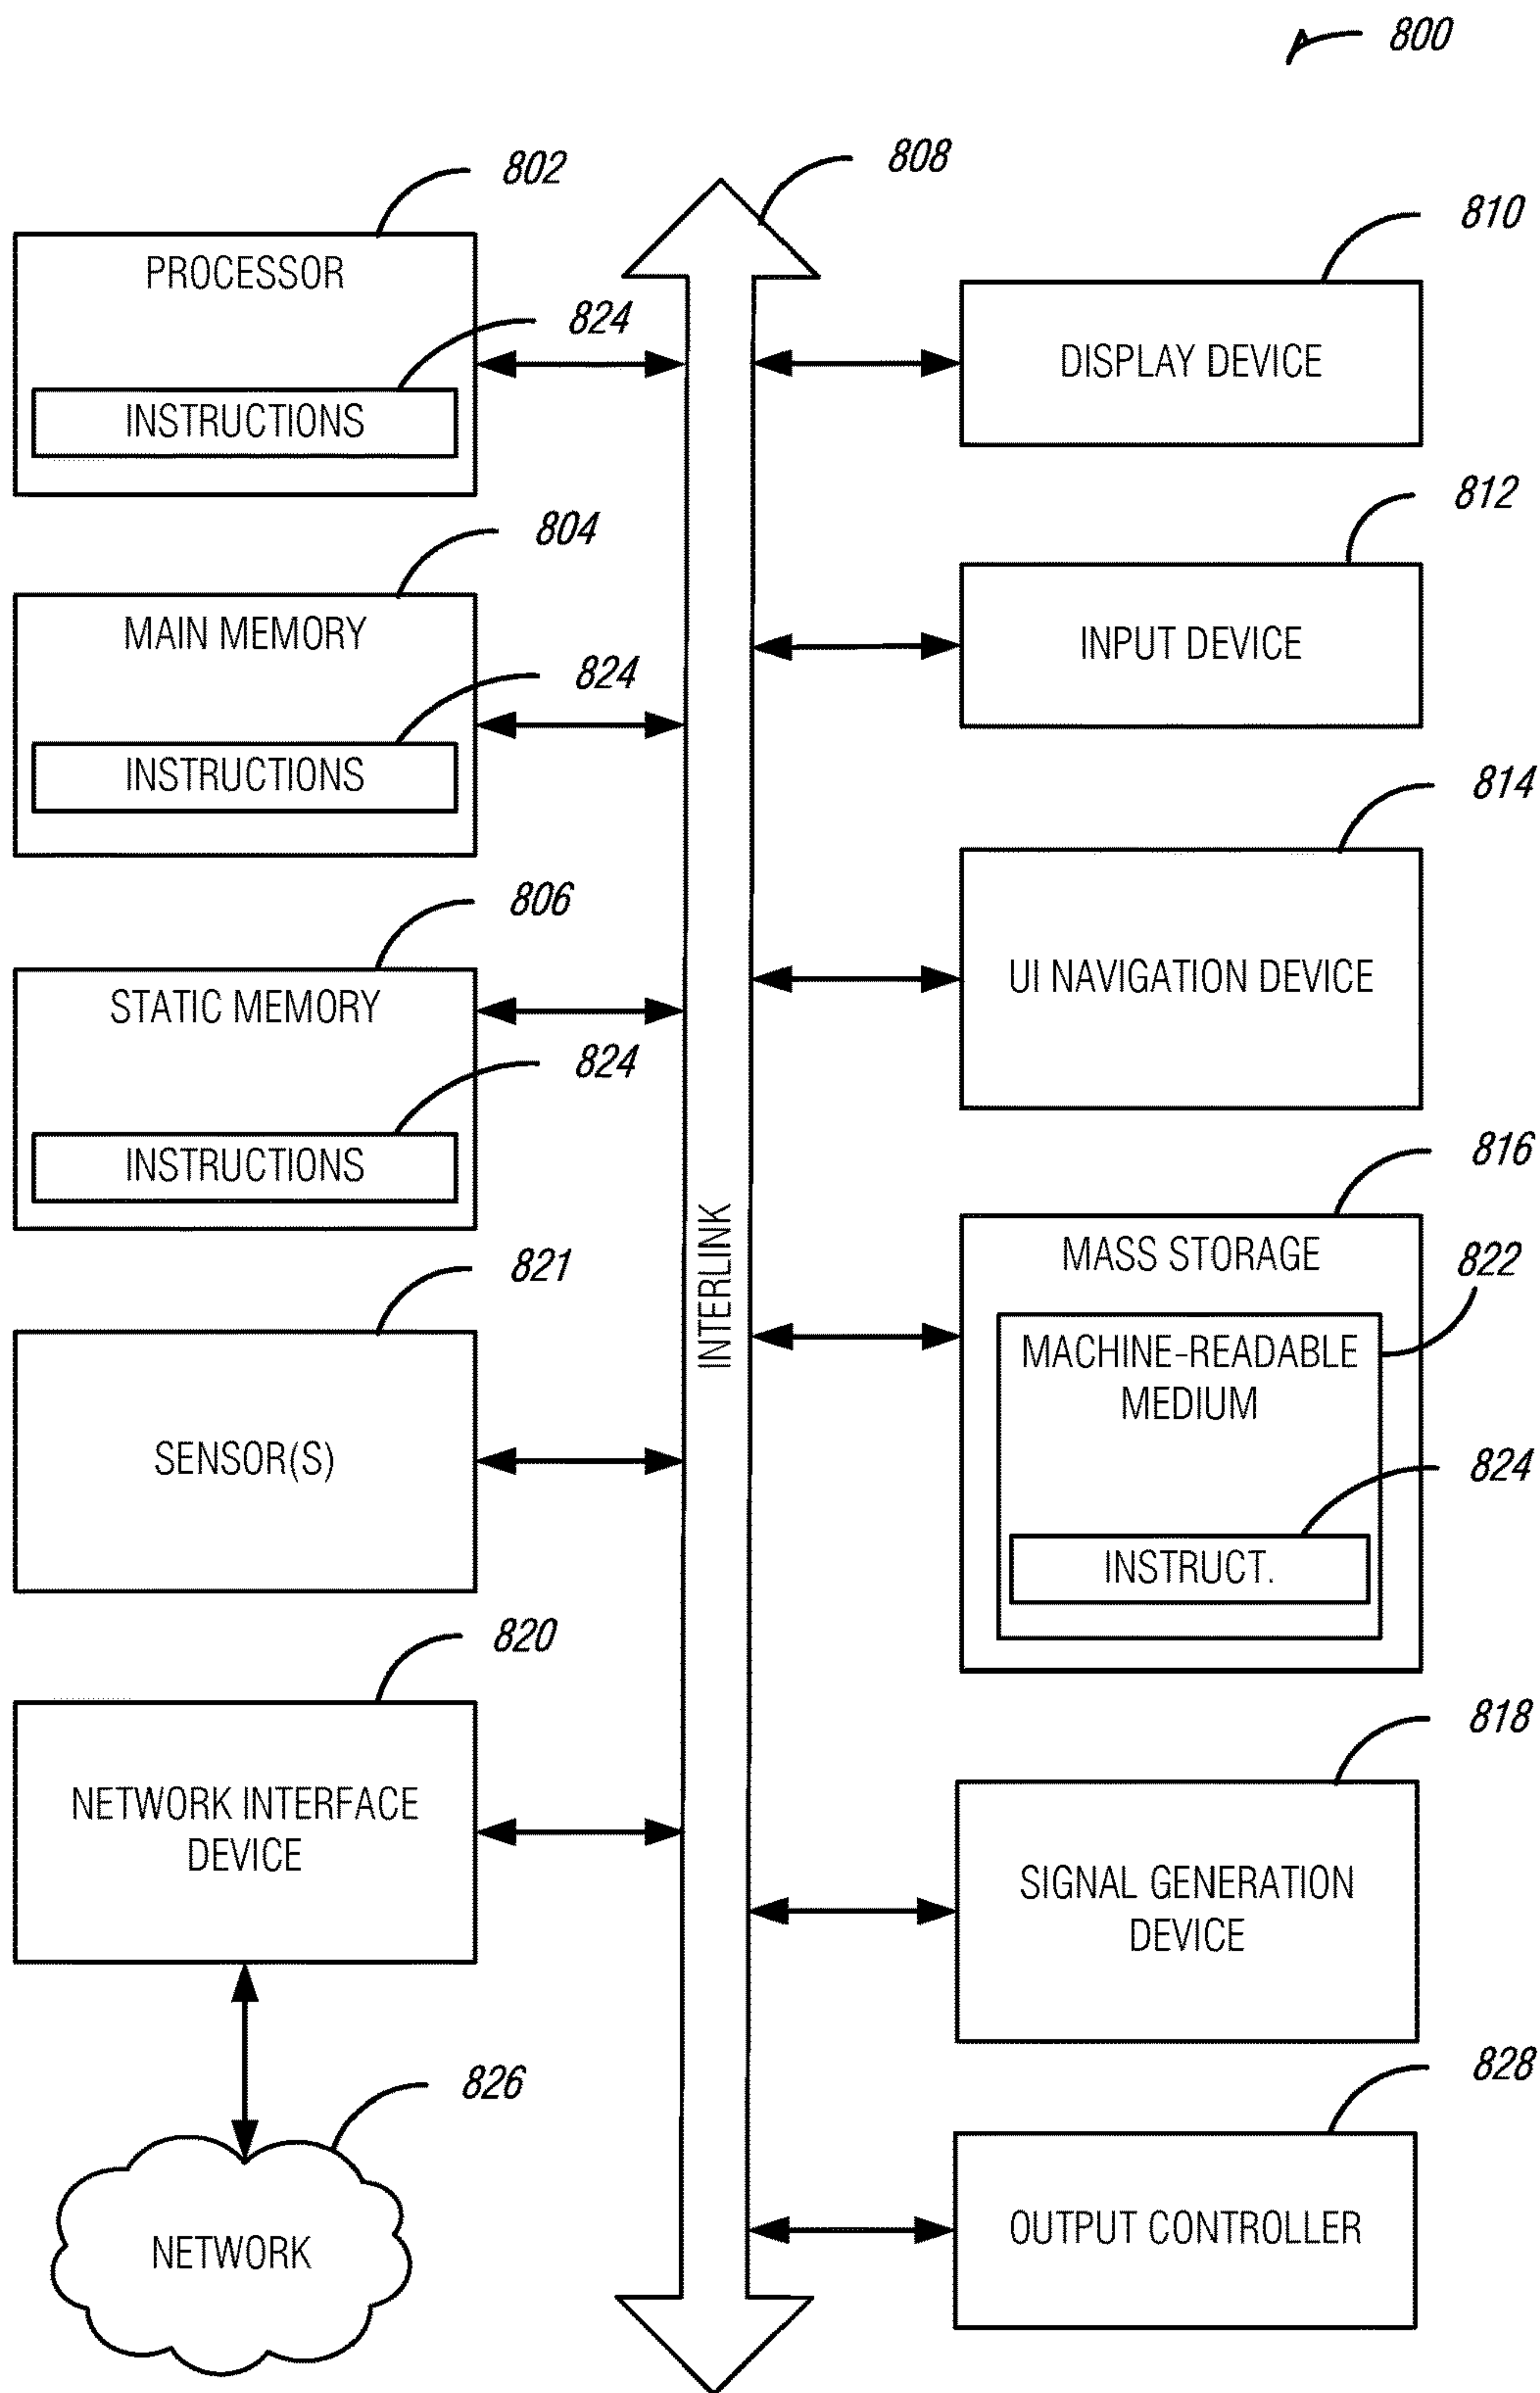 800
802
PROCESSOR
824
INSTRUCTIONS
804
MAIN MEMORY
824
INSTRUCTIONS
806
STATIC MEMORY
824
INSTRUCTIONS
821
SENSOR(S)
820
NETWORK INTERFACE
DEVICE
826
NETWORK
808
INTERLINK
810
DISPLAY DEVICE
812
INPUT DEVICE
814
UI NAVIGATION DEVICE
816
MASS STORAGE
822
MACHINE-READABLE
MEDIUM
824
INSTRUCT.
818
SIGNAL GENERATION
DEVICE
828
OUTPUT CONTROLLER